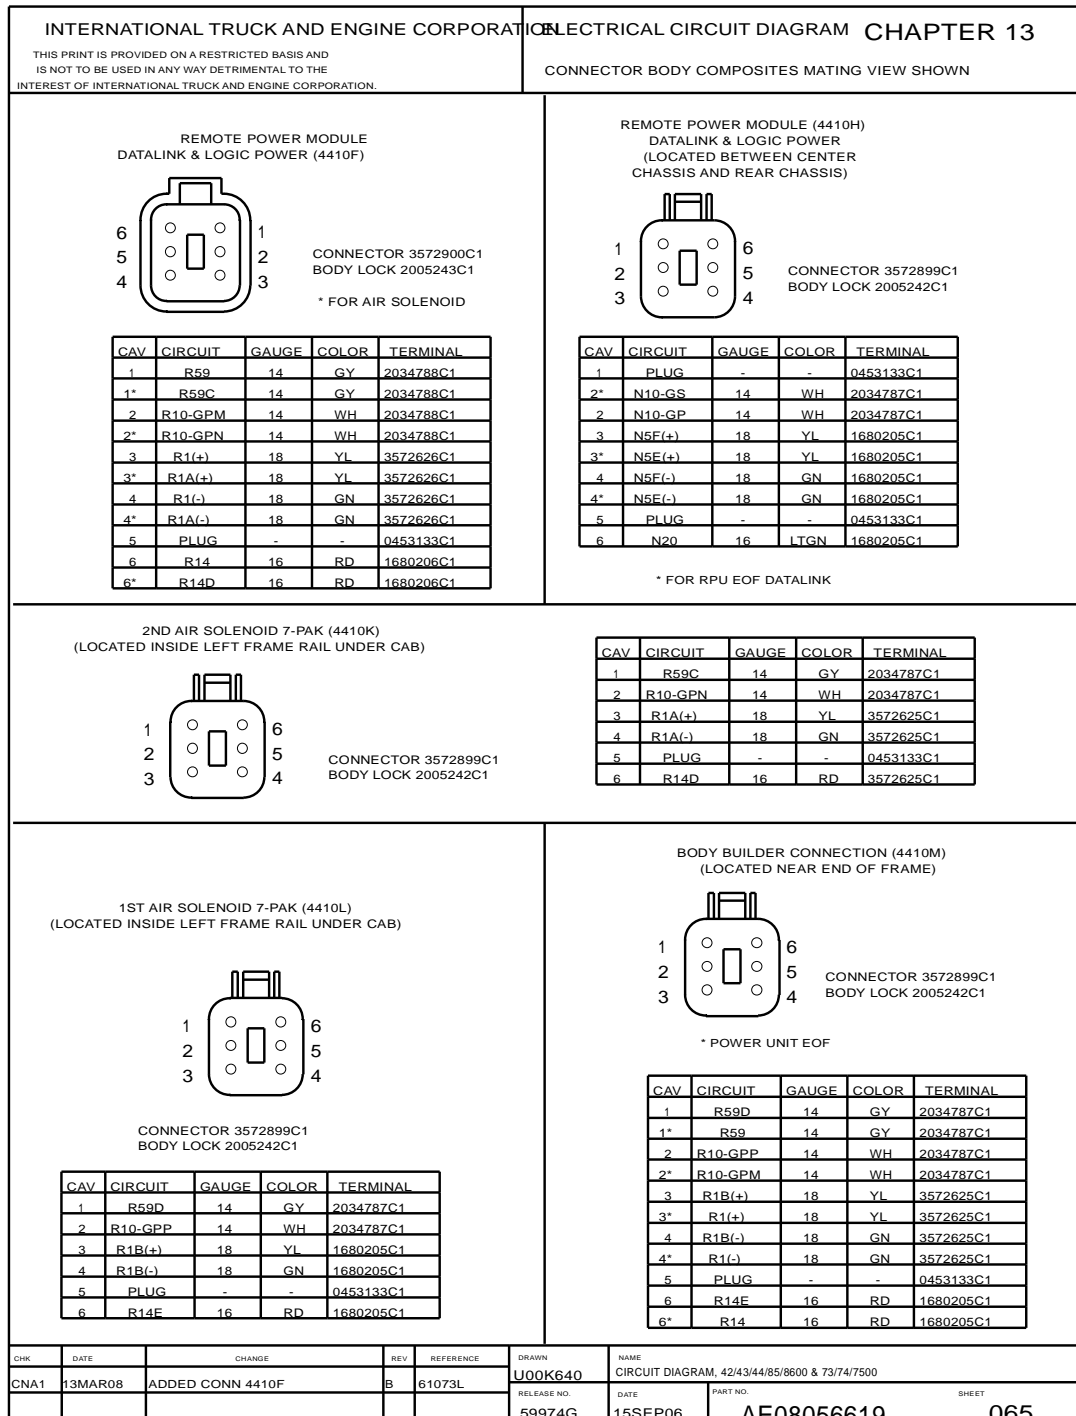 INTERNATIONAL TRUCK AND ENGINE CORPORATION
THIS PRINT IS PROVIDED ON A RESTRICTED BASIS AND
IS NOT TO BE USED IN ANY WAY DETRIMENTAL TO THE
INTEREST OF INTERNATIONAL TRUCK AND ENGINE CORPORATION.
ELECTRICAL CIRCUIT DIAGRAM CHAPTER 13
CONNECTOR BODY COMPOSITES MATING VIEW SHOWN
REMOTE POWER MODULE
DATALINK & LOGIC POWER (4410F)
6 1
5 2
4 3
CONNECTOR 3572900C1
BODY LOCK 2005243C1
* FOR AIR SOLENOID
CAV CIRCUIT GAUGE COLOR TERMINAL
1 R59 14 GY 2034788C1
1* R59C 14 GY 2034788C1
2 R10-GPM 14 WH 2034788C1
2* R10-GPN 14 WH 2034788C1
3 R1(+) 18 YL 3572626C1
3* R1A(+) 18 YL 3572626C1
4 R1(-) 18 GN 3572626C1
4* R1A(-) 18 GN 3572626C1
5 PLUG - - 0453133C1
6 R14 16 RD 1680206C1
6* R14D 16 RD 1680206C1
REMOTE POWER MODULE (4410H)
DATALINK & LOGIC POWER
(LOCATED BETWEEN CENTER
CHASSIS AND REAR CHASSIS)
1 6
2 5
3 4
CONNECTOR 3572899C1
BODY LOCK 2005242C1
CAV CIRCUIT GAUGE COLOR TERMINAL
1 PLUG - - 0453133C1
2* N10-GS 14 WH 2034787C1
2 N10-GP 14 WH 2034787C1
3 N5F(+) 18 YL 1680205C1
3* N5E(+) 18 YL 1680205C1
4 N5F(-) 18 GN 1680205C1
4* N5E(-) 18 GN 1680205C1
5 PLUG - - 0453133C1
6 N20 16 LTGN 1680205C1
* FOR RPU EOF DATALINK
2ND AIR SOLENOID 7-PAK (4410K)
(LOCATED INSIDE LEFT FRAME RAIL UNDER CAB)
1 6
2 5
3 4
CONNECTOR 3572899C1
BODY LOCK 2005242C1
CAV CIRCUIT GAUGE COLOR TERMINAL
1 R59C 14 GY 2034787C1
2 R10-GPN 14 WH 2034787C1
3 R1A(+) 18 YL 3572625C1
4 R1A(-) 18 GN 3572625C1
5 PLUG - - 0453133C1
6 R14D 16 RD 3572625C1
1ST AIR SOLENOID 7-PAK (4410L)
(LOCATED INSIDE LEFT FRAME RAIL UNDER CAB)
1 6
2 5
3 4
CONNECTOR 3572899C1
BODY LOCK 2005242C1
CAV CIRCUIT GAUGE COLOR TERMINAL
1 R59D 14 GY 2034787C1
2 R10-GPP 14 WH 2034787C1
3 R1B(+) 18 YL 1680205C1
4 R1B(-) 18 GN 1680205C1
5 PLUG - - 0453133C1
6 R14E 16 RD 1680205C1
BODY BUILDER CONNECTION (4410M)
(LOCATED NEAR END OF FRAME)
1 6
2 5
3 4
CONNECTOR 3572899C1
BODY LOCK 2005242C1
* POWER UNIT EOF
CAV CIRCUIT GAUGE COLOR TERMINAL
1 R59D 14 GY 2034787C1
1* R59 14 GY 2034787C1
2 R10-GPP 14 WH 2034787C1
2* R10-GPM 14 WH 2034787C1
3 R1B(+) 18 YL 3572625C1
3* R1(+) 18 YL 3572625C1
4 R1B(-) 18 GN 3572625C1
4* R1(-) 18 GN 3572625C1
5 PLUG - - 0453133C1
6 R14E 16 RD 1680205C1
6* R14 16 RD 1680205C1
CHK DATE CHANGE REV REFERENCE
CNA1 13MAR08 ADDED CONN 4410F B 61073L
DRAWN
U00K640
NAME
CIRCUIT DIAGRAM, 42/43/44/85/8600 & 73/74/7500
RELEASE NO. DATE PART NO. SHEET
59974G 15SEP06 AE08056619 065